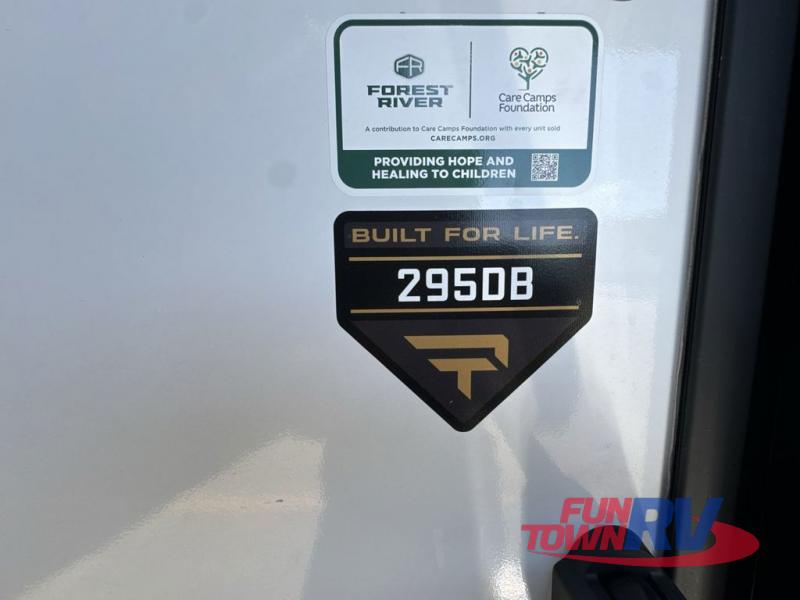 FR
FOREST
RIVER
Care Camps
Foundation
A contribution to Care Camps Foundation with every unit sold
CARECAMPS.ORG
PROVIDING HOPE AND
HEALING TO CHILDREN
BUILT FOR LIFE.
295DB
FUN
TOWN RV